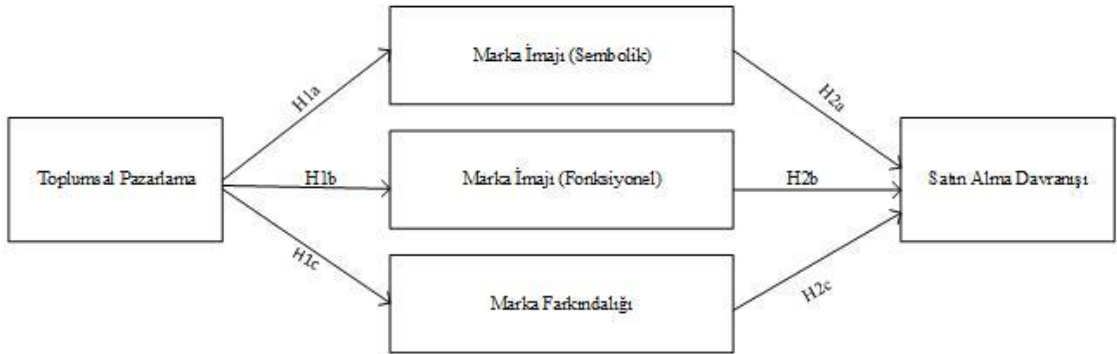 Marka İmajı (Sembolik)
H1a
H2a
Toplumsal Pazarlama
H1b
Marka İmajı (Fonksiyonel)
H2b
Satın Alma Davranışı
H1c
H2c
Marka Farkındalığı